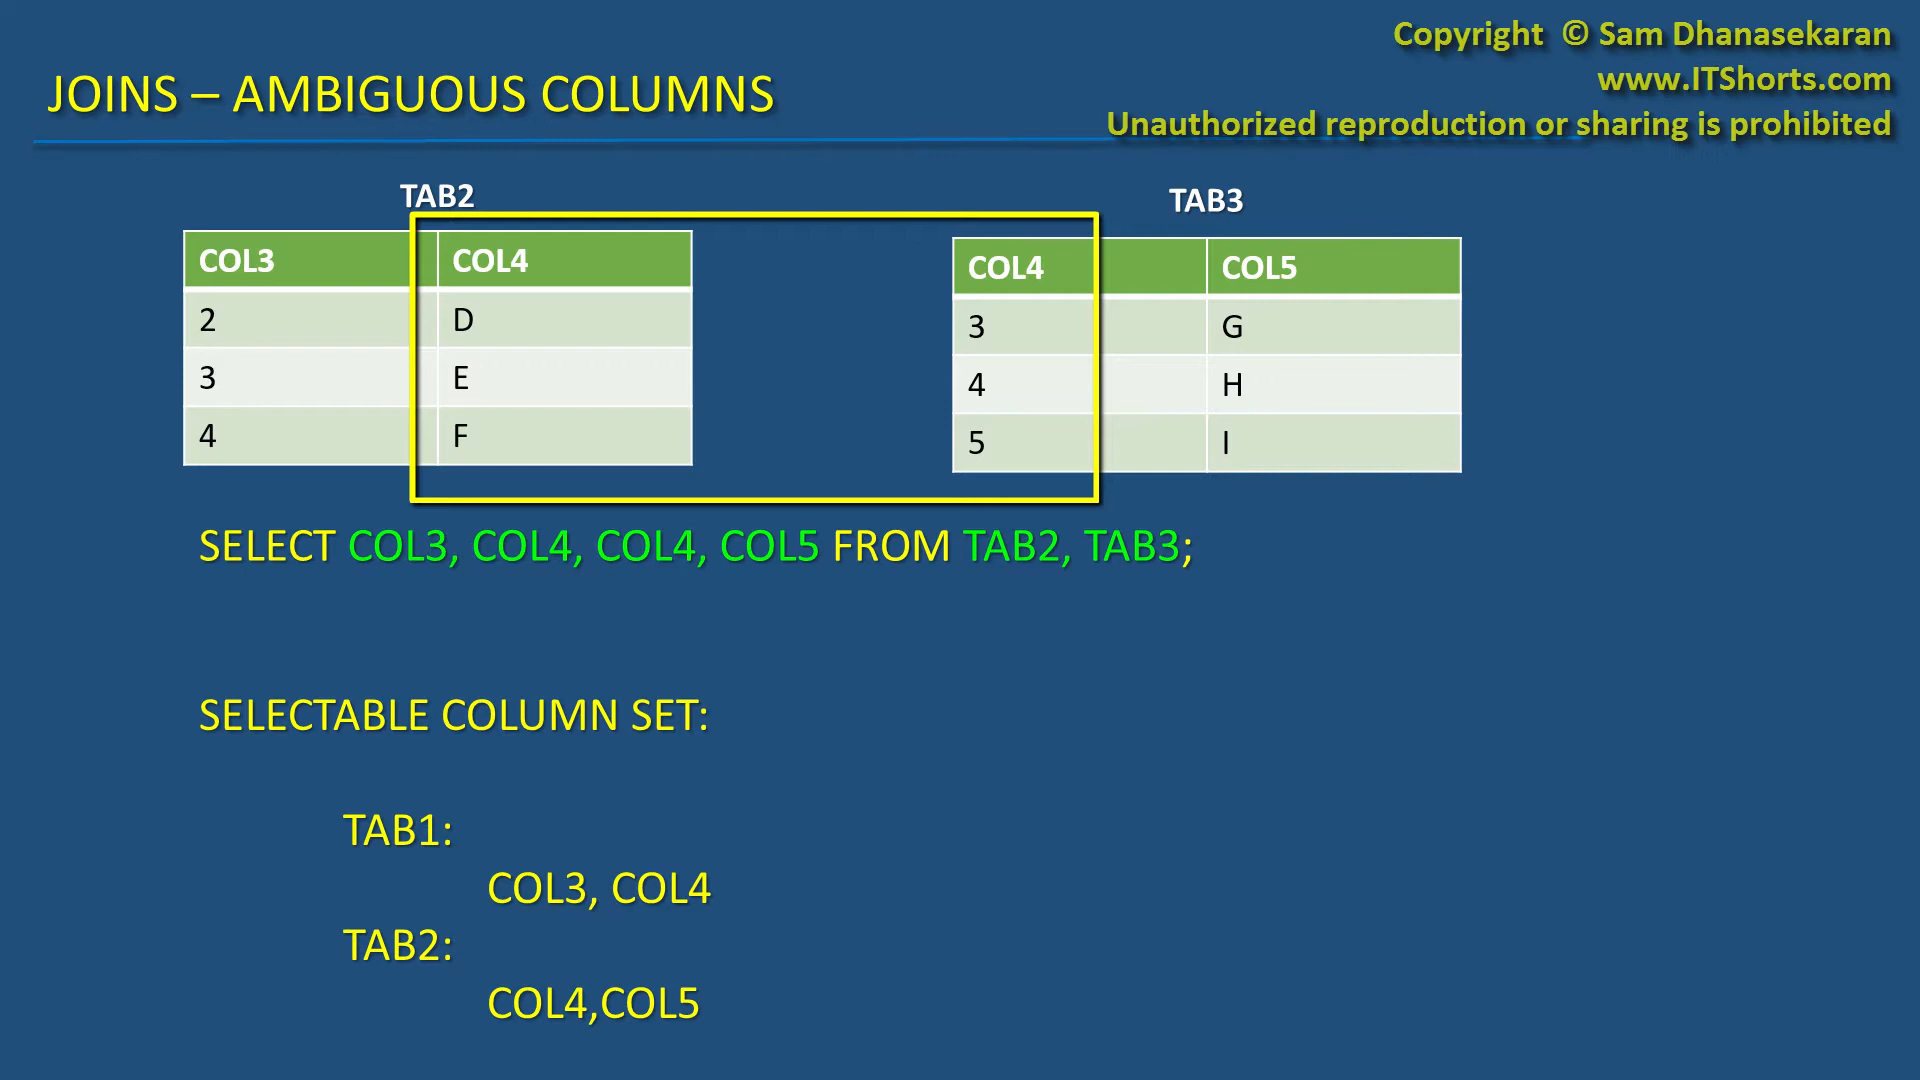 Copyright © Sam Dhanasekaran
www.ITShorts.com
Unauthorized reproduction or sharing is prohibited
JOINS – AMBIGUOUS COLUMNS
TAB2
COL3 COL4
2 D
3 E
4 F
TAB3
COL4 COL5
3 G
4 H
5 I
SELECT COL3, COL4, COL4, COL5 FROM TAB2, TAB3;
SELECTABLE COLUMN SET:
TAB1:
COL3, COL4
TAB2:
COL4,COL5